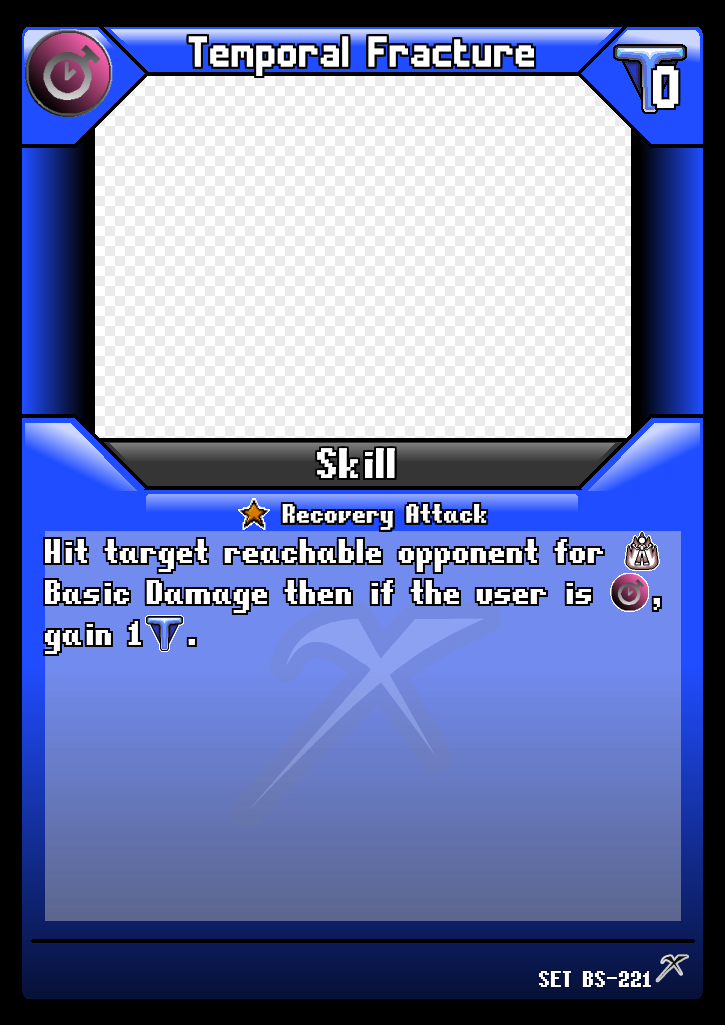 Temporal Fracture
0
Skill
Recovery Attack
Hit target reachable opponent for
Basic Damage then if the user is ,
gain 1 .
SET BS-221